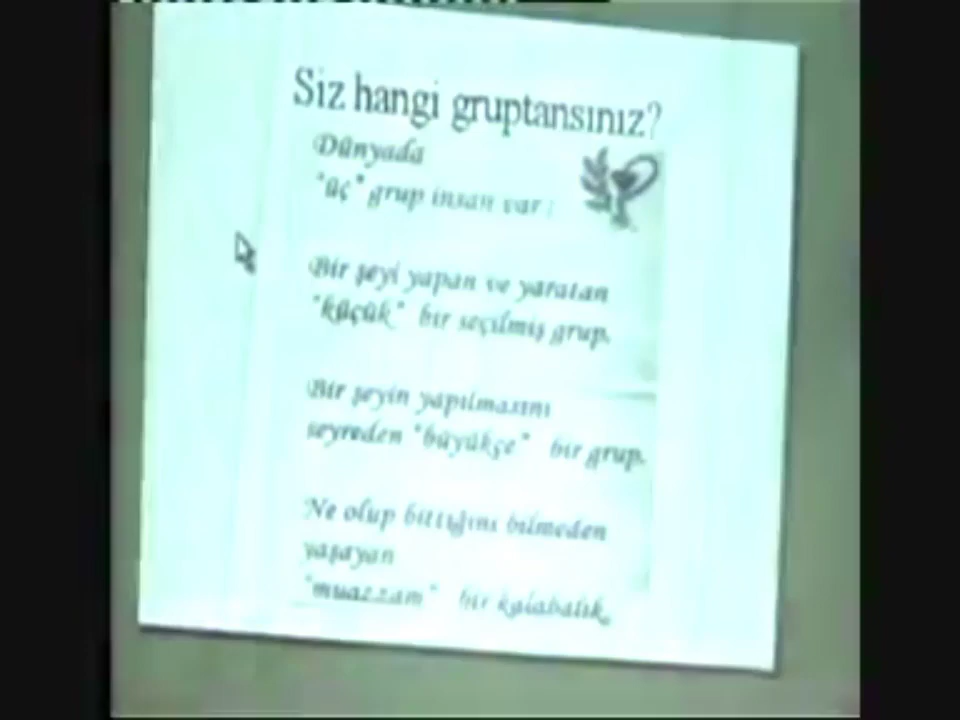 Siz hangi gruptansınız?
Dünyada
"üç" grup insan var :
Bir şeyi yapan ve yaratan
"küçük" bir seçilmiş grup.
Bir şeyin yapılmasını
seyreden "büyükçe" bir grup.
Ne olup bittiğini bilmeden
yaşayan
"muazzam" bir kalabalık.